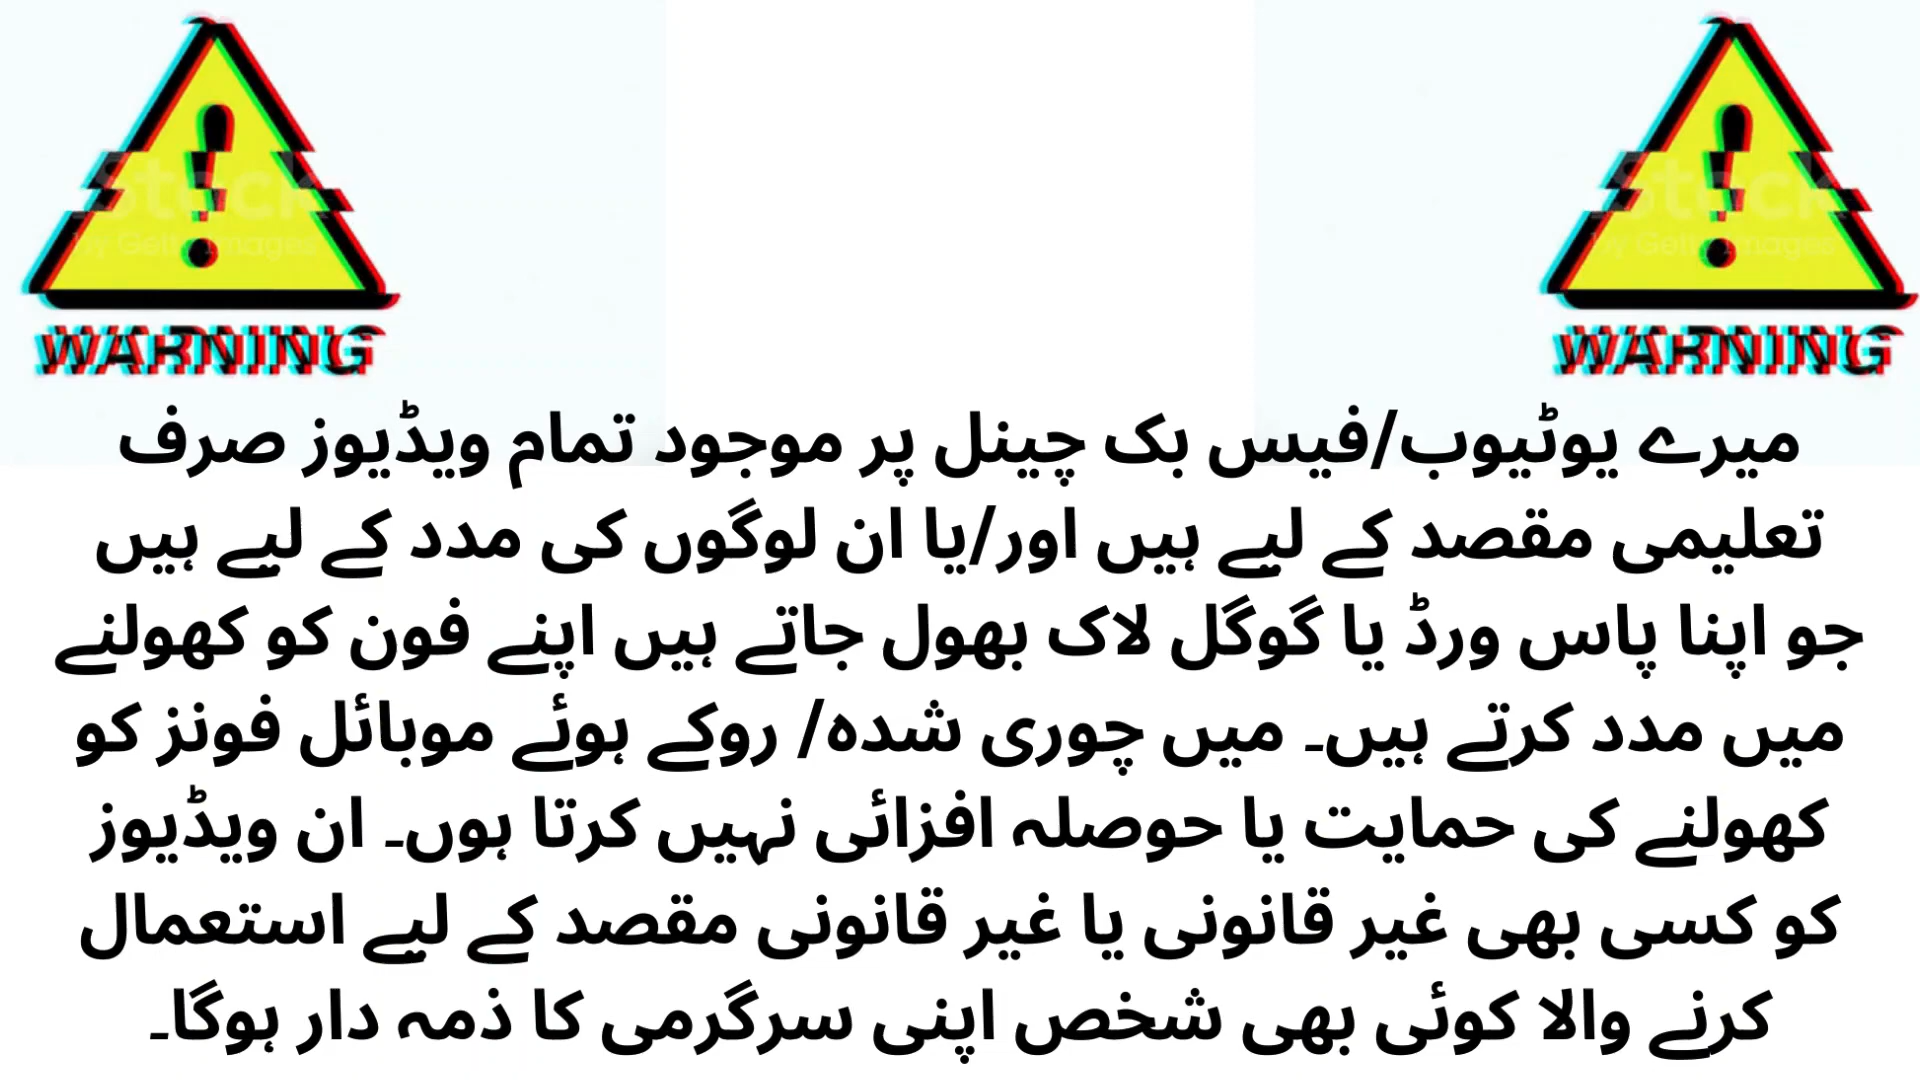 WARNING
WARNING
میرے یوٹیوب/فیس بک چینل پر موجود تمام ویڈیوز صرف
تعلیمی مقصد کے لیے ہیں اور/یا ان لوگوں کی مدد کے لیے ہیں
جو اپنا پاس ورڈ یا گوگل لاک بھول جاتے ہیں اپنے فون کو کھولنے
میں مدد کرتے ہیں۔ میں چوری شدہ/ روکے ہوئے موبائل فونز کو
کھولنے کی حمایت یا حوصلہ افزائی نہیں کرتا ہوں۔ ان ویڈیوز
کو کسی بھی غیر قانونی یا غیر قانونی مقصد کے لیے استعمال
کرنے والا کوئی بھی شخص اپنی سرگرمی کا ذمہ دار ہوگا۔